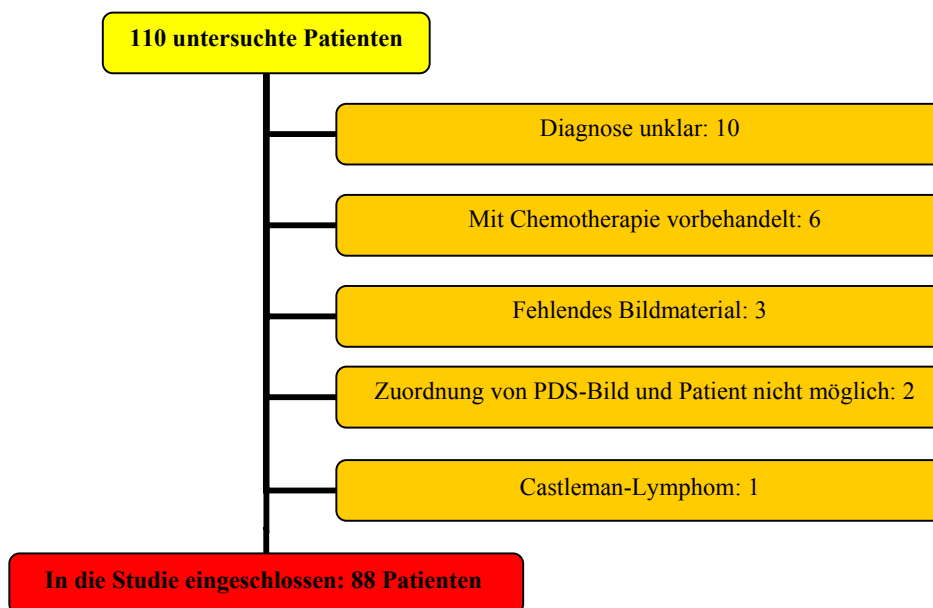 110 untersuchte Patienten
Diagnose unklar: 10
Mit Chemotherapie vorbehandelt: 6
Fehlendes Bildmaterial: 3
Zuordnung von PDS-Bild und Patient nicht möglich: 2
Castleman-Lymphom: 1
In die Studie eingeschlossen: 88 Patienten